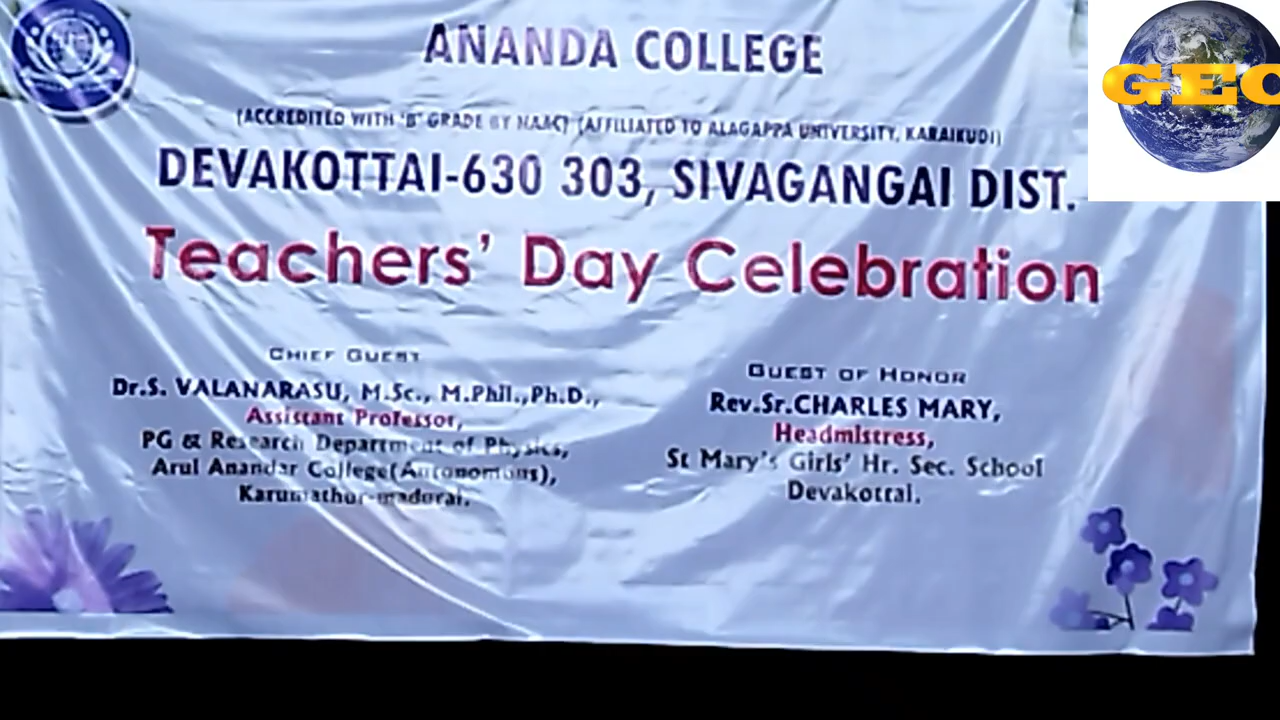 ANANDA COLLEGE
(ACCREDITED WITH 'B' GRADE BY NAAC) (AFFILIATED TO ALAGAPPA UNIVERSITY, KARAIKUDI)
DEVAKOTTAI-630 303, SIVAGANGAI DIST.
Teachers' Day Celebration
CHIEF GUEST
Dr.S. VALANARASU, M.Sc., M.Phil.,Ph.D.,
Assistant Professor,
PG & Research Department of Physics,
Arul Anandar College(Autonomous),
Karumathur-madurai.
GUEST OF HONOR
Rev.Sr.CHARLES MARY,
Headmistress,
St Mary's Girls' Hr. Sec. School
Devakottai.
GEO